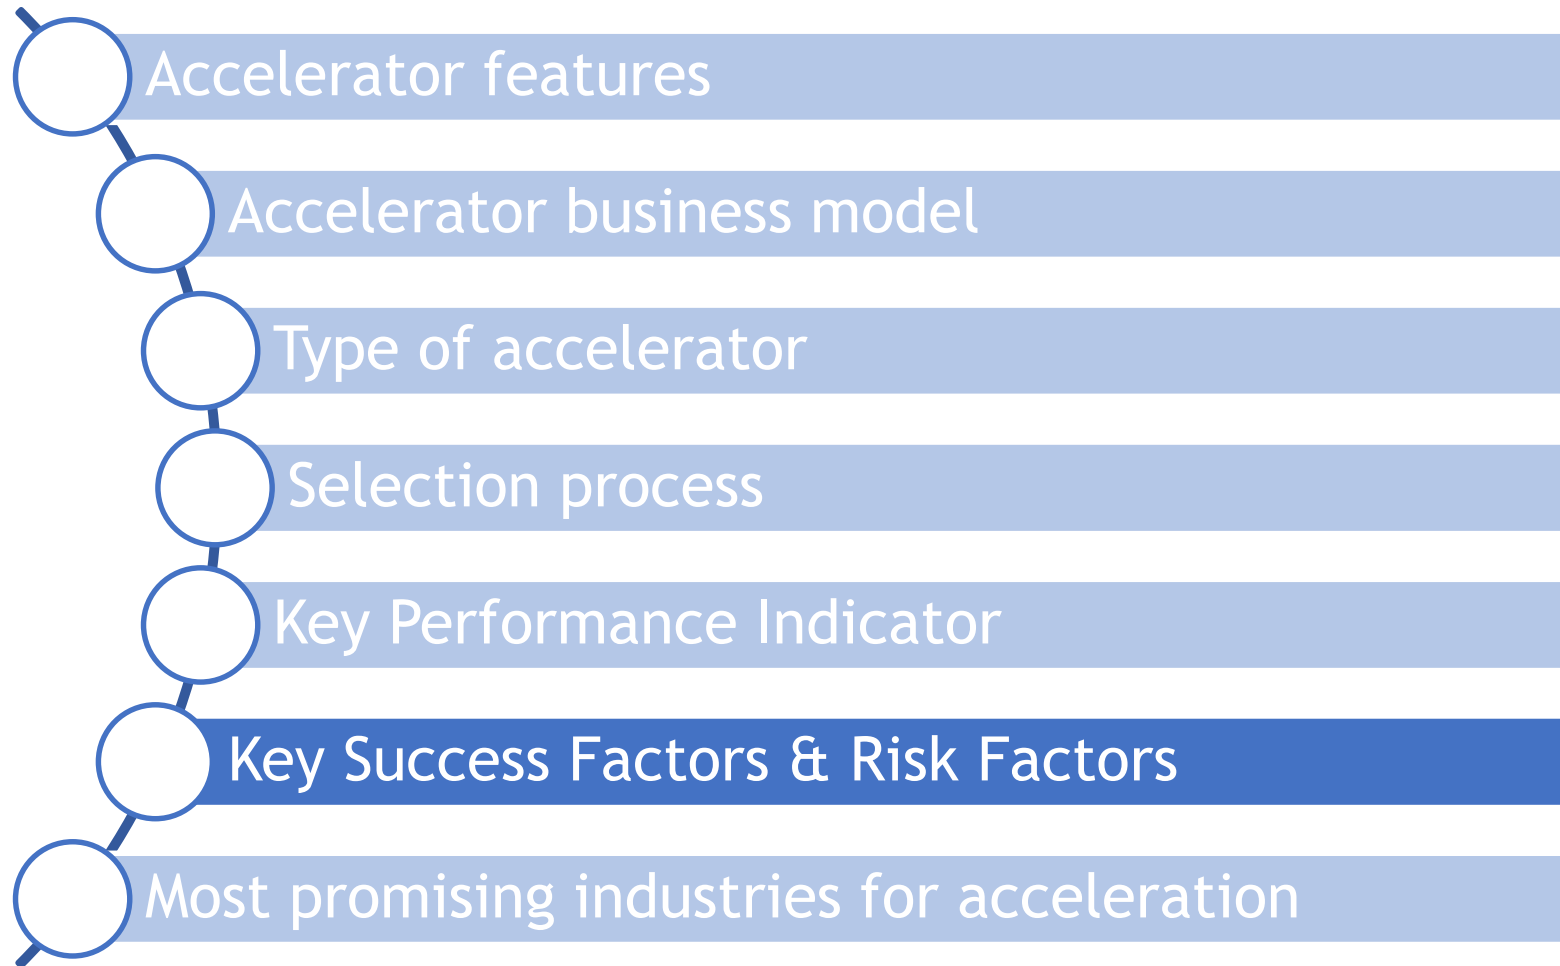 Accelerator features
Accelerator business model
Type of accelerator
Selection process
Key Performance Indicator
Key Success Factors & Risk Factors
Most promising industries for acceleration